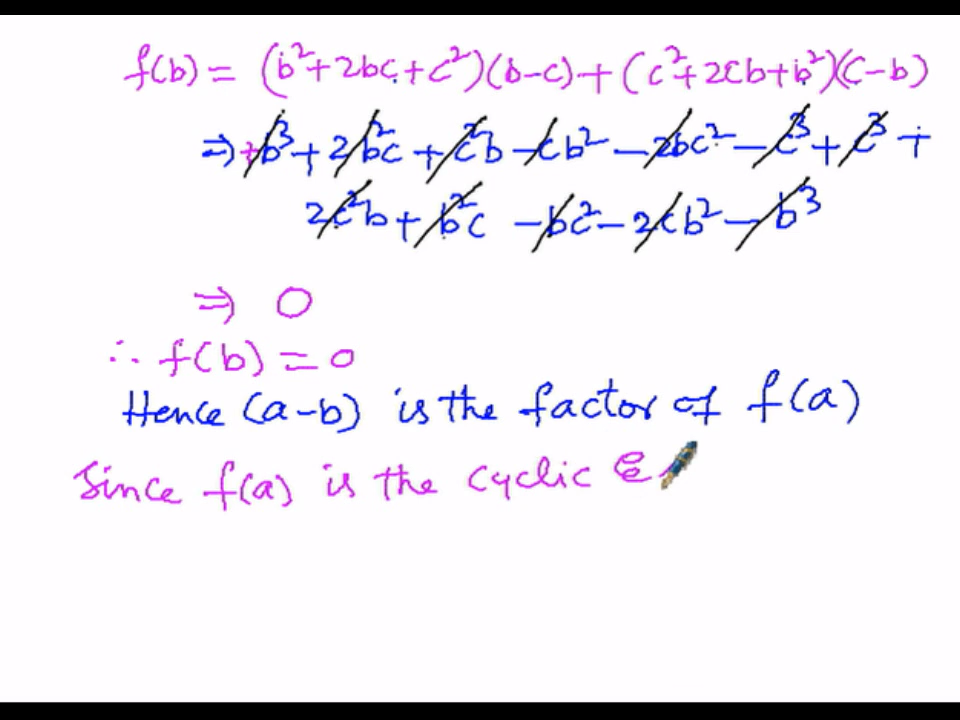 f(b) = (b²+2bc+c²)(b-c)+(c²+2cb+b²)(c-b)
⇒ +b³+2b²c+c²b-cb²-2bc²-c³+c³+
2c²b+b²c-bc²-2cb²-b³
⇒ 0
∴ f(b) = 0
Hence (a-b) is the factor of f(a)
Since f(a) is the cyclic